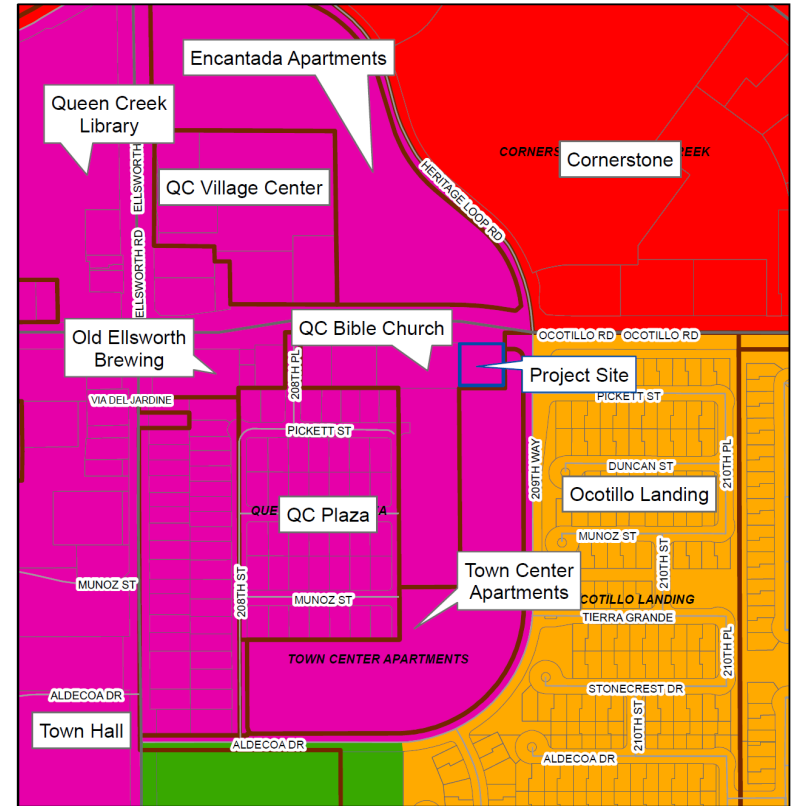 Encantada Apartments
Queen Creek
Library
ELLSWORTH
CORNERS
REEK
Cornerstone
QC Village Center
HERITAGE LOOP RD
ELLSWORTH RD
QC Bible Church
OCOTILLO RD
OCOTILLO RD
Old Ellsworth
Brewing
208TH PL
Project Site
VIA DEL JARDINE
PICKETT ST
PICKETT ST
209TH WAY
210TH PL
DUNCAN ST
Ocotillo Landing
QUE
A
QC Plaza
MUNOZ ST
210TH ST
Town Center
Apartments
MUNOZ ST
208TH ST
MUNOZ ST
COTILLO LANDING
TIERRA GRANDE
210TH PL
TOWN CENTER APARTMENTS
STONECREST DR
ALDECOA DR
210TH ST
Town Hall
ALDECOA DR
ALDECOA DR